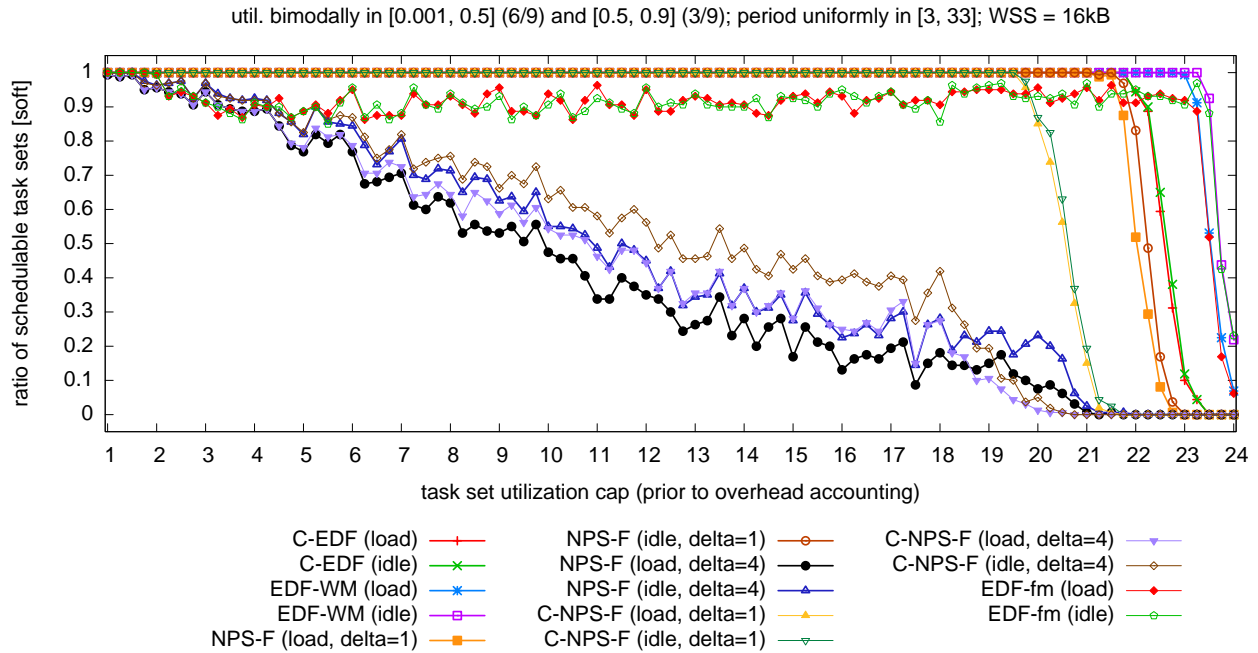 util. bimodally in [0.001, 0.5] (6/9) and [0.5, 0.9] (3/9); period uniformly in [3, 33]; WSS = 16kB
ratio of schedulable task sets [soft]
1
0.9
0.8
0.7
0.6
0.5
0.4
0.3
0.2
0.1
0
1 2 3 4 5 6 7 8 9 10 11 12 13 14 15 16 17 18 19 20 21 22 23 24
task set utilization cap (prior to overhead accounting)
C-EDF (load)
C-EDF (idle)
EDF-WM (load)
EDF-WM (idle)
NPS-F (load, delta=1)
NPS-F (idle, delta=1)
NPS-F (load, delta=4)
NPS-F (idle, delta=4)
C-NPS-F (load, delta=1)
C-NPS-F (idle, delta=1)
C-NPS-F (load, delta=4)
C-NPS-F (idle, delta=4)
EDF-fm (load)
EDF-fm (idle)